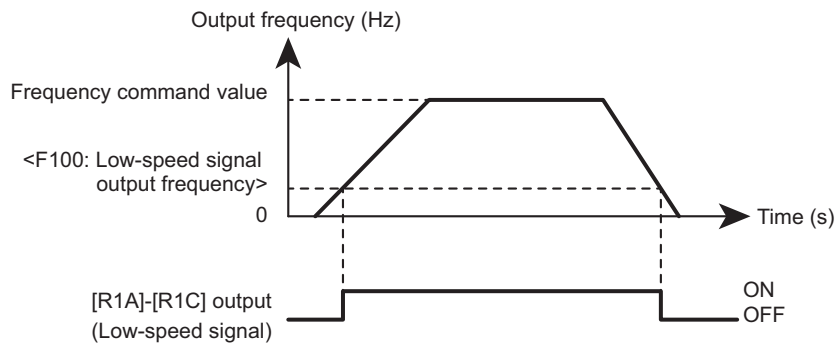 Output frequency (Hz)
Frequency command value
<F100: Low-speed signal
output frequency>
0
Time (s)
[R1A]-[R1C] output
(Low-speed signal)
ON
OFF